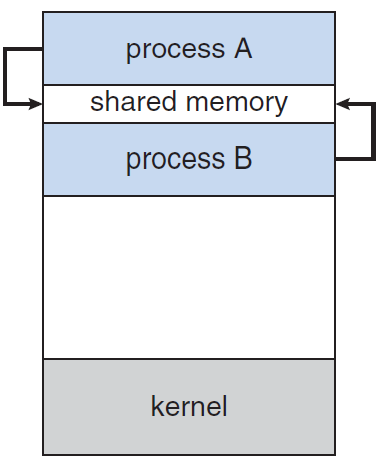 process A
shared memory
process B
kernel